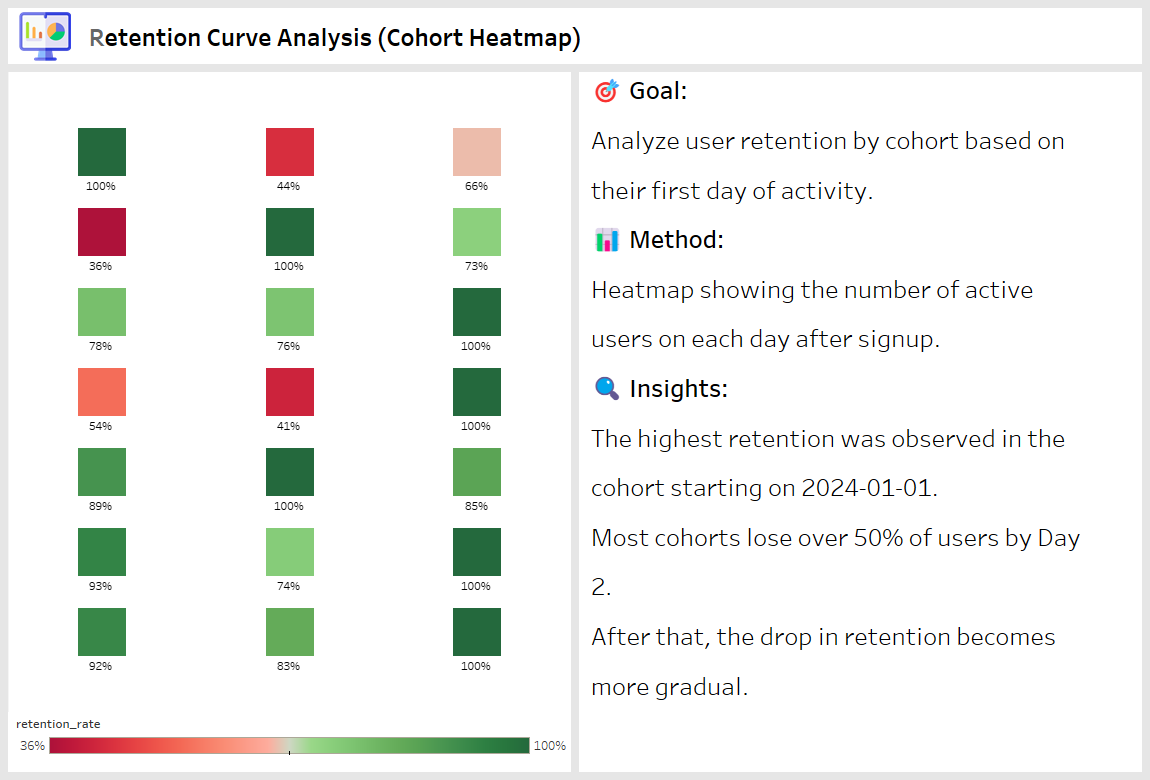 Retention Curve Analysis (Cohort Heatmap)
100% 44% 66%
36% 100% 73%
78% 76% 100%
54% 41% 100%
89% 100% 85%
93% 74% 100%
92% 83% 100%
retention_rate
36% 100%
Goal:
Analyze user retention by cohort based on
their first day of activity.
Method:
Heatmap showing the number of active
users on each day after signup.
Insights:
The highest retention was observed in the
cohort starting on 2024-01-01.
Most cohorts lose over 50% of users by Day
2.
After that, the drop in retention becomes
more gradual.